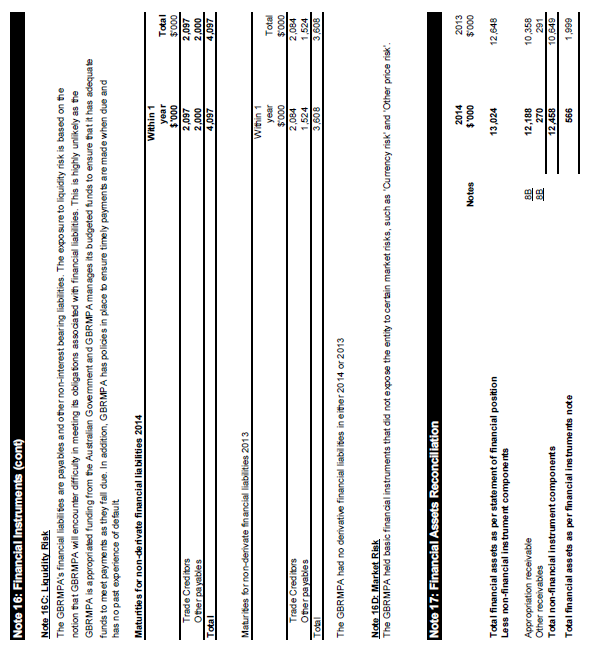 Note 16: Financial Instruments (cont)
Note 16C: Liquidity Risk
The GBRMPA's financial liabilities are payables and other non-interest bearing liabilities. The exposure to liquidity risk is based on the
notion that GBRMPA will encounter difficulty in meeting its obligations associated with financial liabilities. This is highly unlikely as the
GBRMPA is appropriated funding from the Australian Government and GBRMPA manages its budgeted funds to ensure that it has adequate
funds to meet payments as they fall due. In addition, GBRMPA has policies in place to ensure timely payments are made when due and
has no past experience of default.
Maturities for non-derivate financial liabilities 2014
Within 1
year Total
$'000 $'000
Trade Creditors 2,097 2,097
Other payables 2,000 2,000
Total 4,097 4,097
Maturities for non-derivate financial liabilities 2013
Within 1
year Total
$'000 $'000
Trade Creditors 2,084 2,084
Other payables 1,524 1,524
Total 3,608 3,608
The GBRMPA had no derivative financial liabilities in either 2014 or 2013
Note 16D: Market Risk
The GBRMPA held basic financial instruments that did not expose the entity to certain market risks, such as 'Currency risk' and 'Other price risk'.
Note 17: Financial Assets Reconciliation
2014 2013
Notes $'000 $'000
Total financial assets as per statement of financial position 13,024 12,648
Less non-financial instrument components
Appropriation receivable 8B 12,188 10,358
Other receivables 8B 270 291
Total non-financial instrument components 12,458 10,649
Total financial assets as per financial instruments note 566 1,999